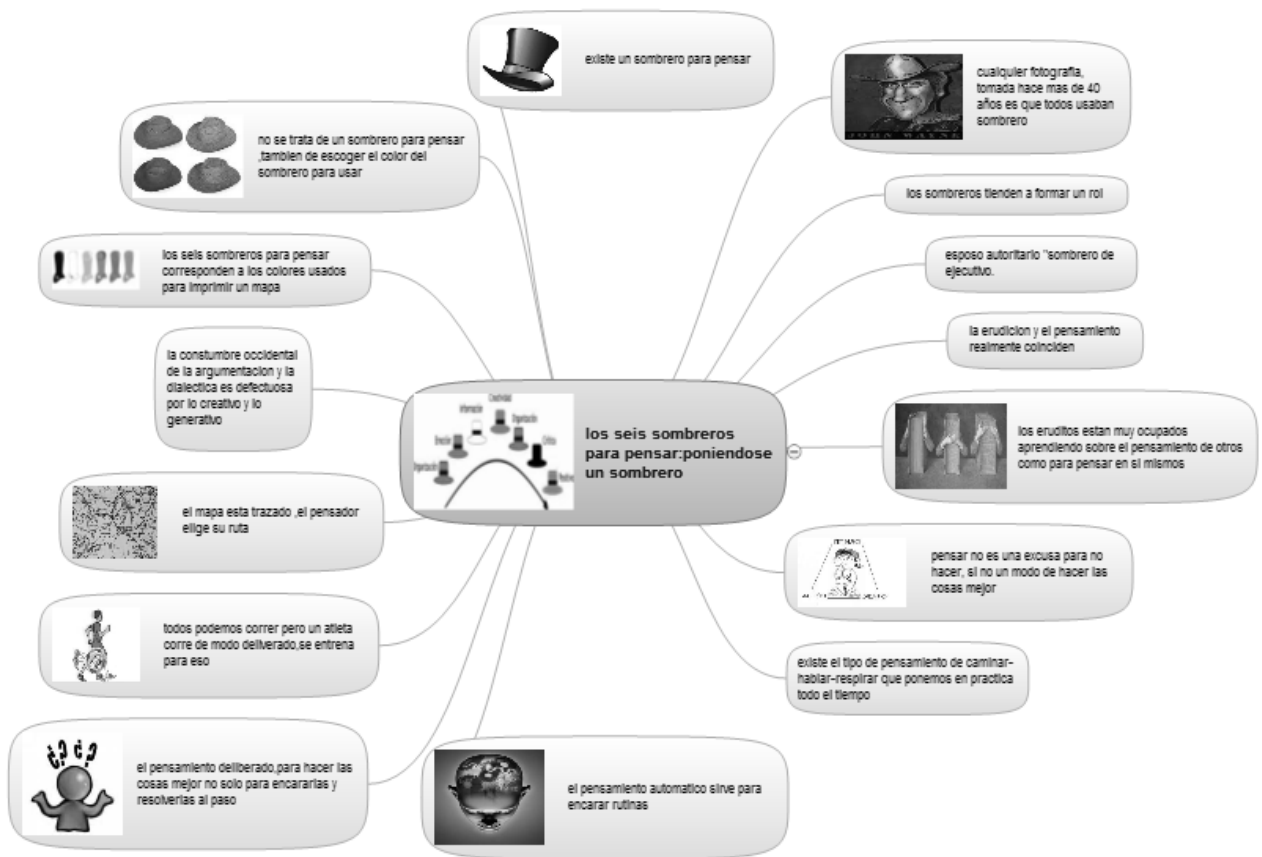 existe un sombrero para pensar
cualquier fotografia,
tomada hace mas de 40
años es que todos usaban
sombrero
JOHN WAYNE
los sombreros tienden a formar un rol
esposo autoritario "sombrero de
ejecutivo.
la erudicion y el pensamiento
realmente coinciden
los eruditos estan muy ocupados
aprendiendo sobre el pensamiento de otros
como para pensar en si mismos
pensar no es una excusa para no
hacer, si no un modo de hacer las
cosas mejor
existe el tipo de pensamiento de caminar-
hablar-respirar que ponemos en practica
todo el tiempo
el pensamiento automatico sirve para
encarar rutinas
¿? ¿?
el pensamiento deliberado,para hacer las
cosas mejor no solo para encararlas y
resolverlas al paso
todos podemos correr pero un atleta
corre de modo deliverado,se entrena
para eso
el mapa esta trazado ,el pensador
elige su ruta
la constumbre occidental
de la argumentacion y la
dialectica es defectuosa
por lo creativo y lo
generativo
los seis sombreros para pensar
corresponden a los colores usados
para imprimir un mapa
no se trata de un sombrero para pensar
,tambien de escoger el color del
sombrero para usar
Creatividad
Información
Organización
Emoción
Crítica
Organización
los seis sombreros
para pensar:poniendose
un sombrero